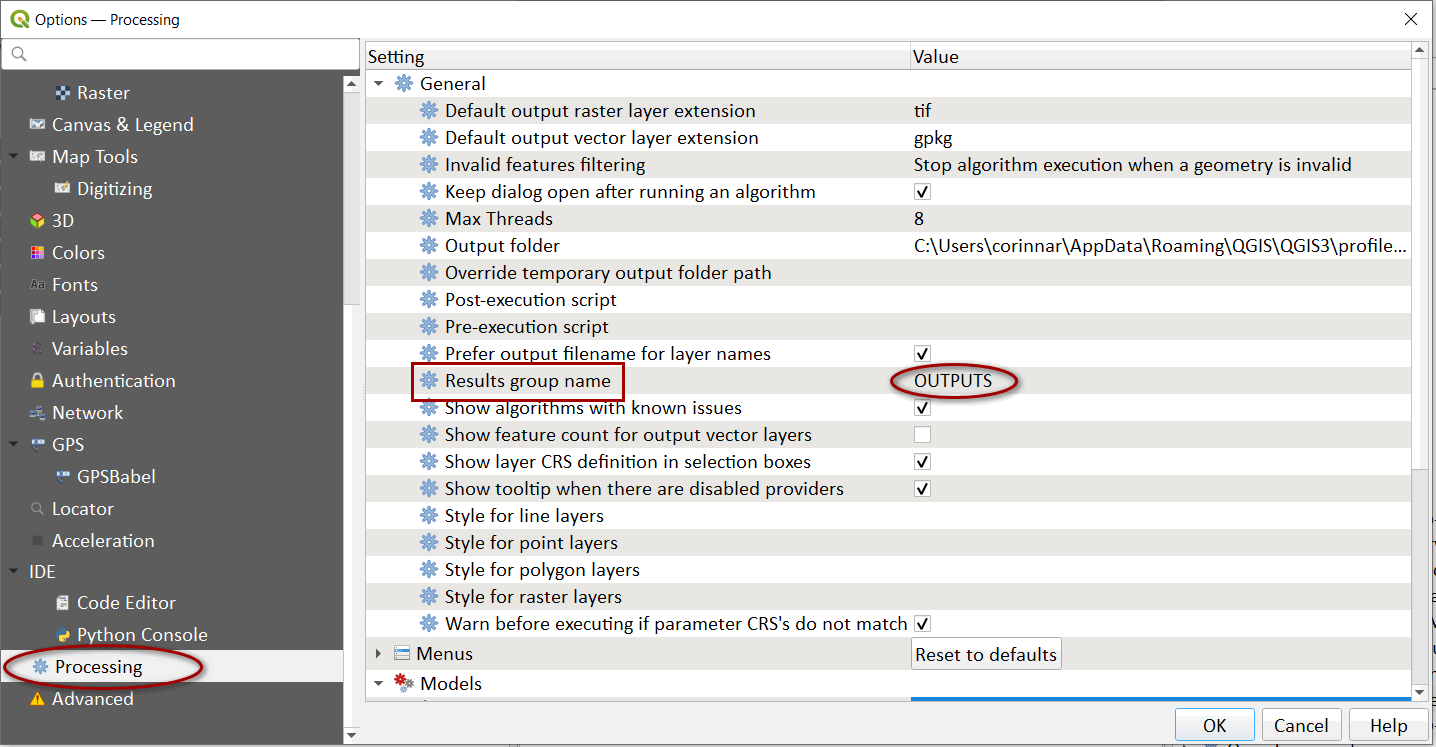 Options — Processing
Raster
Canvas & Legend
Map Tools
Digitizing
3D
Colors
Fonts
Layouts
Variables
Authentication
Network
GPS
GPSBabel
Locator
Acceleration
IDE
Code Editor
Python Console
Processing
Advanced
Setting Value
General
Default output raster layer extension tif
Default output vector layer extension gpkg
Invalid features filtering Stop algorithm execution when a geometry is invalid
Keep dialog open after running an algorithm
Max Threads 8
Output folder C:\Users\corinnar\AppData\Roaming\QGIS\QGIS3\profile...
Override temporary output folder path
Post-execution script
Pre-execution script
Prefer output filename for layer names
Results group name OUTPUTS
Show algorithms with known issues
Show feature count for output vector layers
Show layer CRS definition in selection boxes
Show tooltip when there are disabled providers
Style for line layers
Style for point layers
Style for polygon layers
Style for raster layers
Warn before executing if parameter CRS's do not match
Menus Reset to defaults
Models
OK Cancel Help